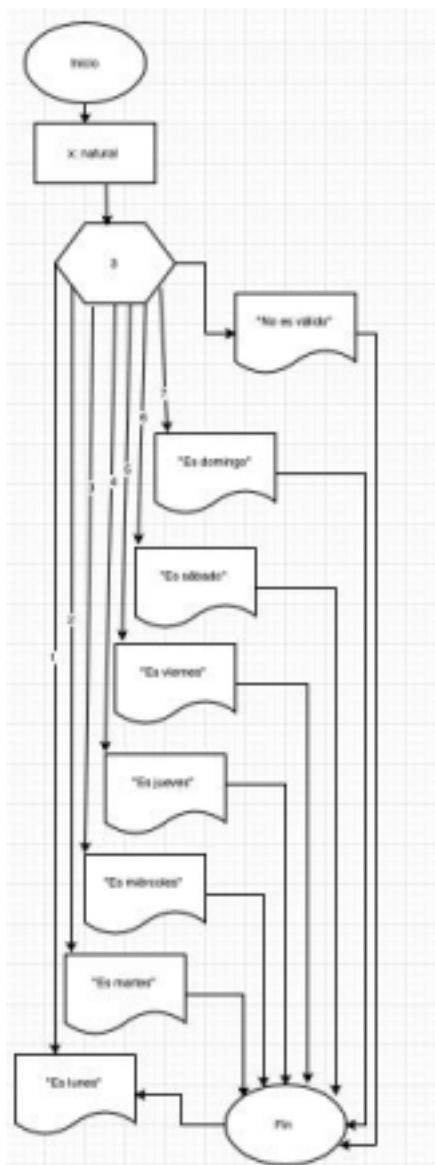 Inicio
x: natural
"No es válido"
7
"Es domingo"
6
"Es sábado"
5
"Es viernes"
4
"Es jueves"
3
"Es miércoles"
2
"Es martes"
1
"Es lunes"
Fin